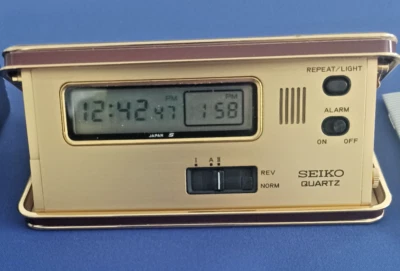 REPEAT/LIGHT
PM PM
12:42 47 1 58
JAPAN S
ALARM
ON OFF
I A B
REV
NORM
SEIKO
QUARTZ